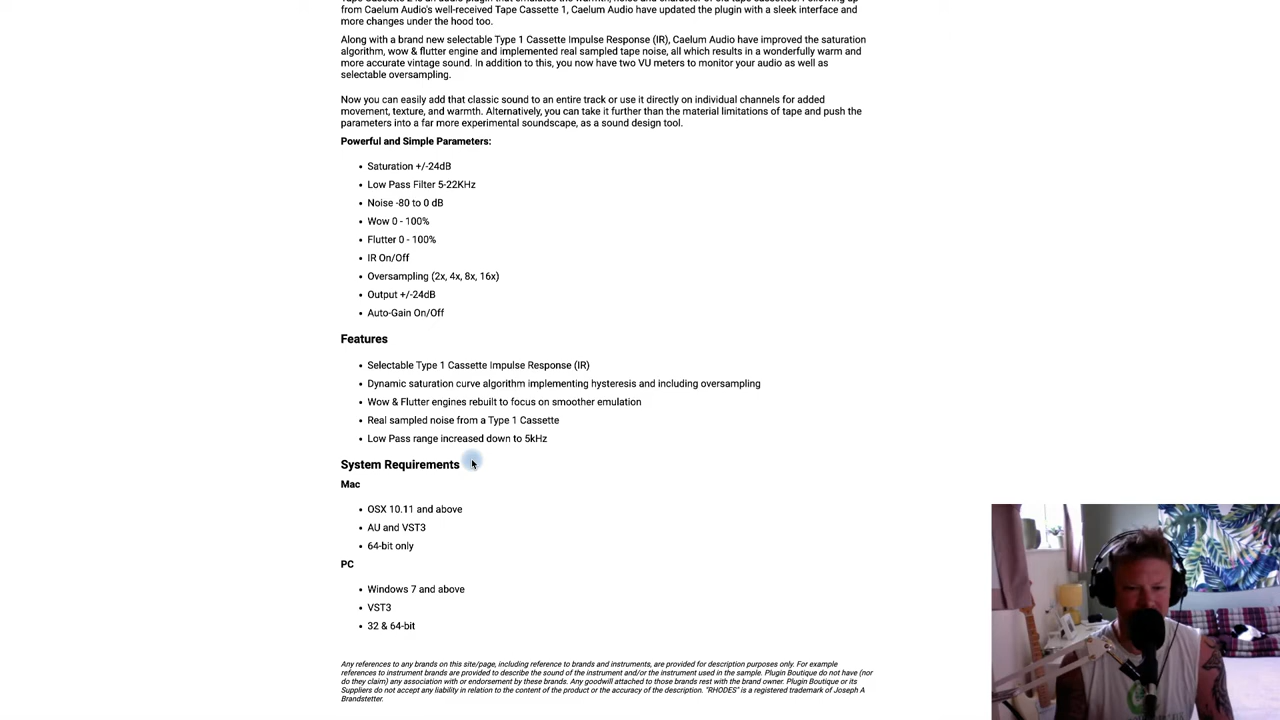 from Caelum Audio's well-received Tape Cassette 1, Caelum Audio have updated the plugin with a sleek interface and
more changes under the hood too.
Along with a brand new selectable Type 1 Cassette Impulse Response (IR), Caelum Audio have improved the saturation
algorithm, wow & flutter engine and implemented real sampled tape noise, all which results in a wonderfully warm and
more accurate vintage sound. In addition to this, you now have two VU meters to monitor your audio as well as
selectable oversampling.
Now you can easily add that classic sound to an entire track or use it directly on individual channels for added
movement, texture, and warmth. Alternatively, you can take it further than the material limitations of tape and push the
parameters into a far more experimental soundscape, as a sound design tool.
Powerful and Simple Parameters:
• Saturation +/-24dB
• Low Pass Filter 5-22KHz
• Noise -80 to 0 dB
• Wow 0 - 100%
• Flutter 0 - 100%
• IR On/Off
• Oversampling (2x, 4x, 8x, 16x)
• Output +/-24dB
• Auto-Gain On/Off
Features
• Selectable Type 1 Cassette Impulse Response (IR)
• Dynamic saturation curve algorithm implementing hysteresis and including oversampling
• Wow & Flutter engines rebuilt to focus on smoother emulation
• Real sampled noise from a Type 1 Cassette
• Low Pass range increased down to 5kHz
System Requirements
Mac
• OSX 10.11 and above
• AU and VST3
• 64-bit only
PC
• Windows 7 and above
• VST3
• 32 & 64-bit
Any references to any brands on this site/page, including reference to brands and instruments, are provided for description purposes only. For example
references to instrument brands are provided to describe the sound of the instrument and/or the instrument used in the sample. Plugin Boutique do not have (nor
do they claim) any association with or endorsement by these brands. Any goodwill attached to those brands rest with the brand owner. Plugin Boutique or its
Suppliers do not accept any liability in relation to the content of the product or the accuracy of the description. "RHODES" is a registered trademark of Joseph A
Brandstetter.